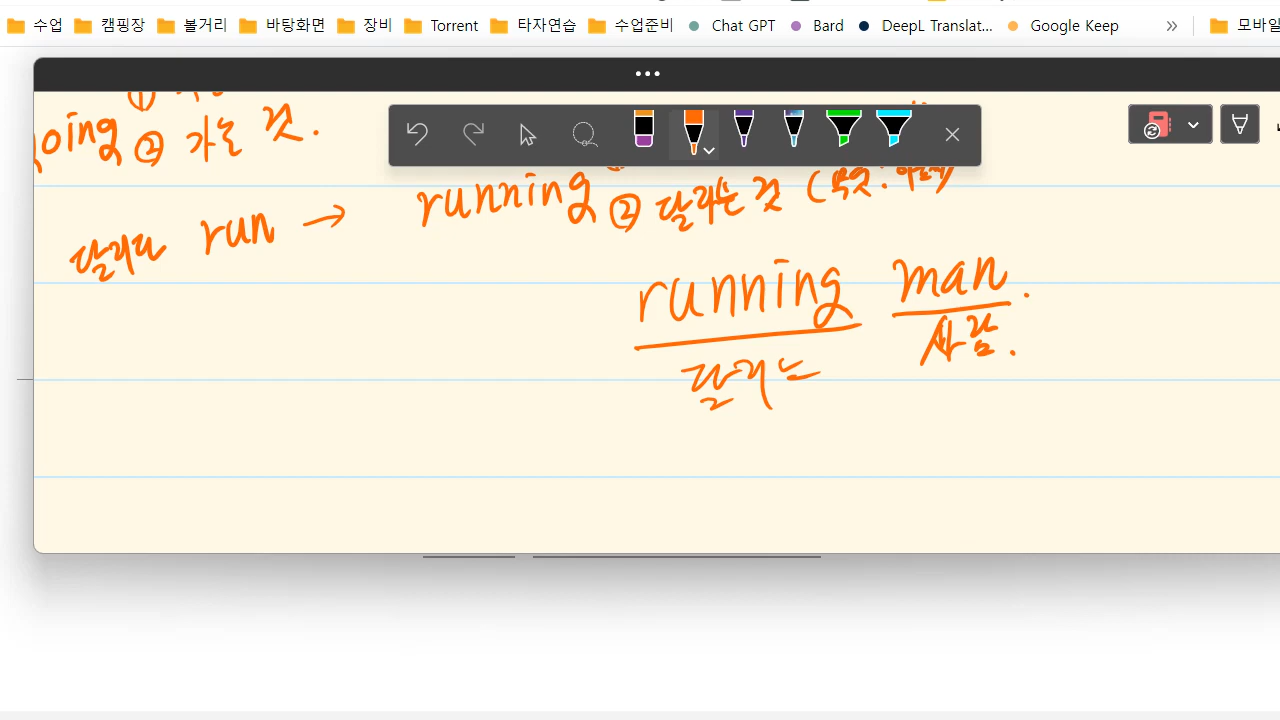 수업 캠핑장 볼거리 바탕화면 장비 Torrent 타자연습 수업준비 Chat GPT Bard DeepL Translat... Google Keep » 모바일
going ② 가는 것.
running ② 달리는 것
달리다 run →
running man.
달리는 사람.